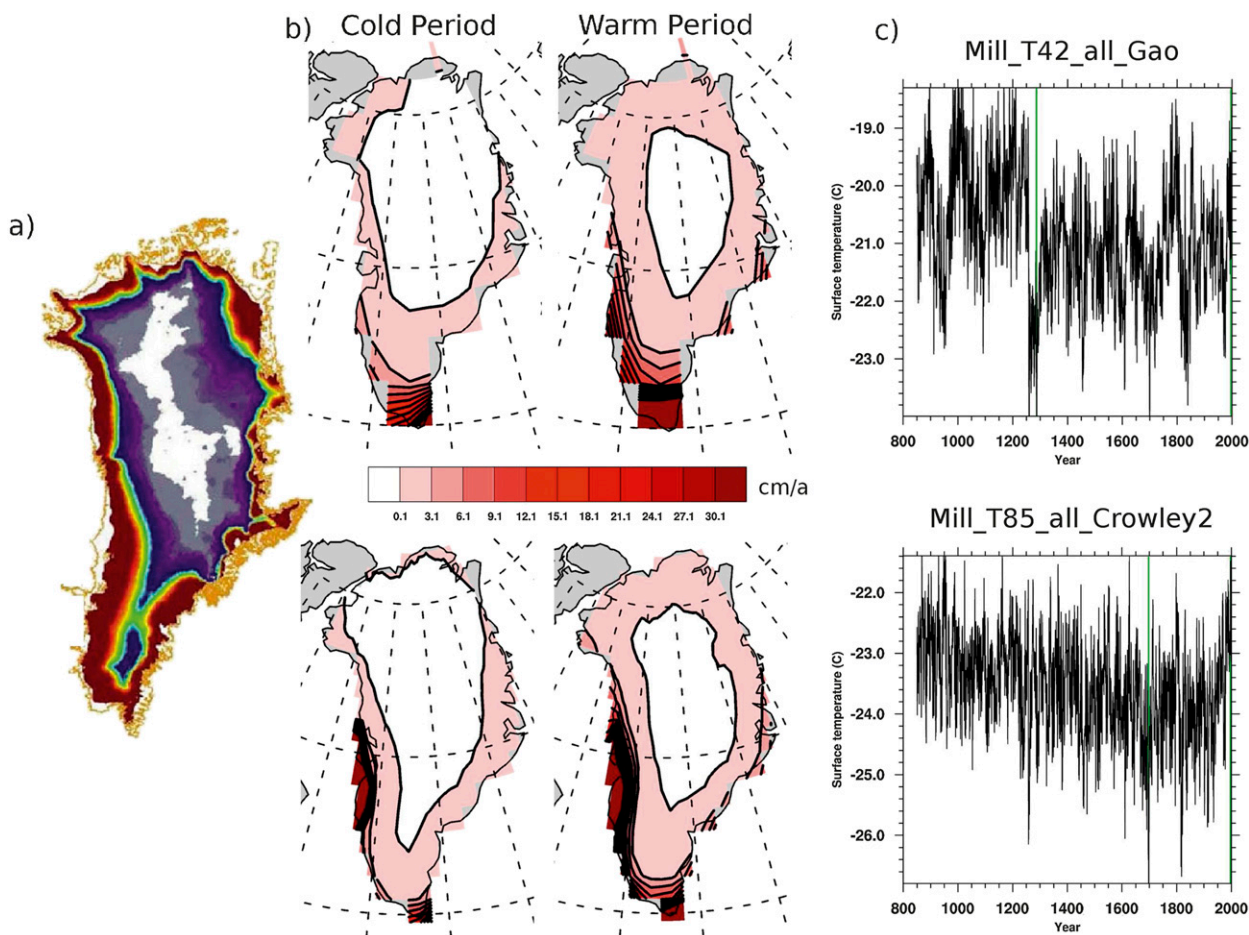 a)
b)
Cold Period
Warm Period
0.1 3.1 6.1 9.1 12.1 15.1 18.1 21.1 24.1 27.1 30.1
cm/a
c)
Mill_T42_all_Gao
Surface temperature (C)
-19.0
-20.0
-21.0
-22.0
-23.0
800 1000 1200 1400 1600 1800 2000
Year
Mill_T85_all_Crowley2
Surface temperature (C)
-22.0
-23.0
-24.0
-25.0
-26.0
800 1000 1200 1400 1600 1800 2000
Year